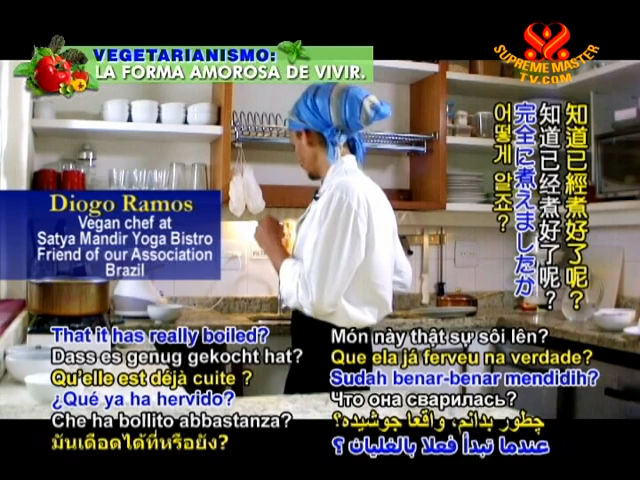 VEGETARIANISMO:
LA FORMA AMOROSA DE VIVIR.
SUPREME MASTER
TV.COM
知道已經煮好了呢？
知道已经煮好了呢？
完全に煮えましたか
어떻게 알죠?
Diogo Ramos
Vegan chef at
Satya Mandir Yoga Bistro
Friend of our Association
Brazil
That it has really boiled?
Dass es genug gekocht hat?
Qu'elle est déjà cuite ?
¿Qué ya ha hervido?
Che ha bollito abbastanza?
มันเดือดได้ที่หรือยัง?
Món này thật sự sôi lên?
Que ela já ferveu na verdade?
Sudah benar-benar mendidih?
Что она сварилась?
چطور بدانم، واقعا جوشیده؟
عندما تبدأ فعلا بالغليان ؟